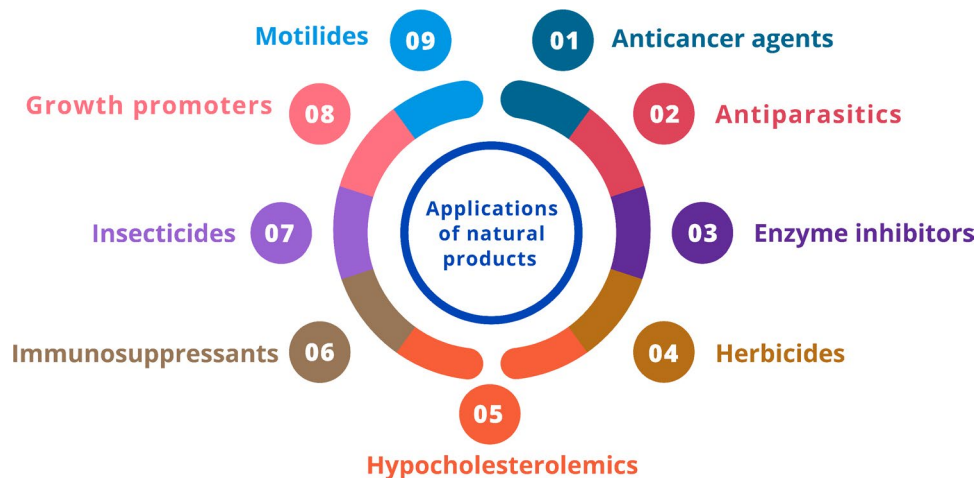 Applications
of natural
products
01
Anticancer agents
02
Antiparasitics
03
Enzyme inhibitors
04
Herbicides
05
Hypocholesterolemics
06
Immunosuppressants
07
Insecticides
08
Growth promoters
09
Motilides